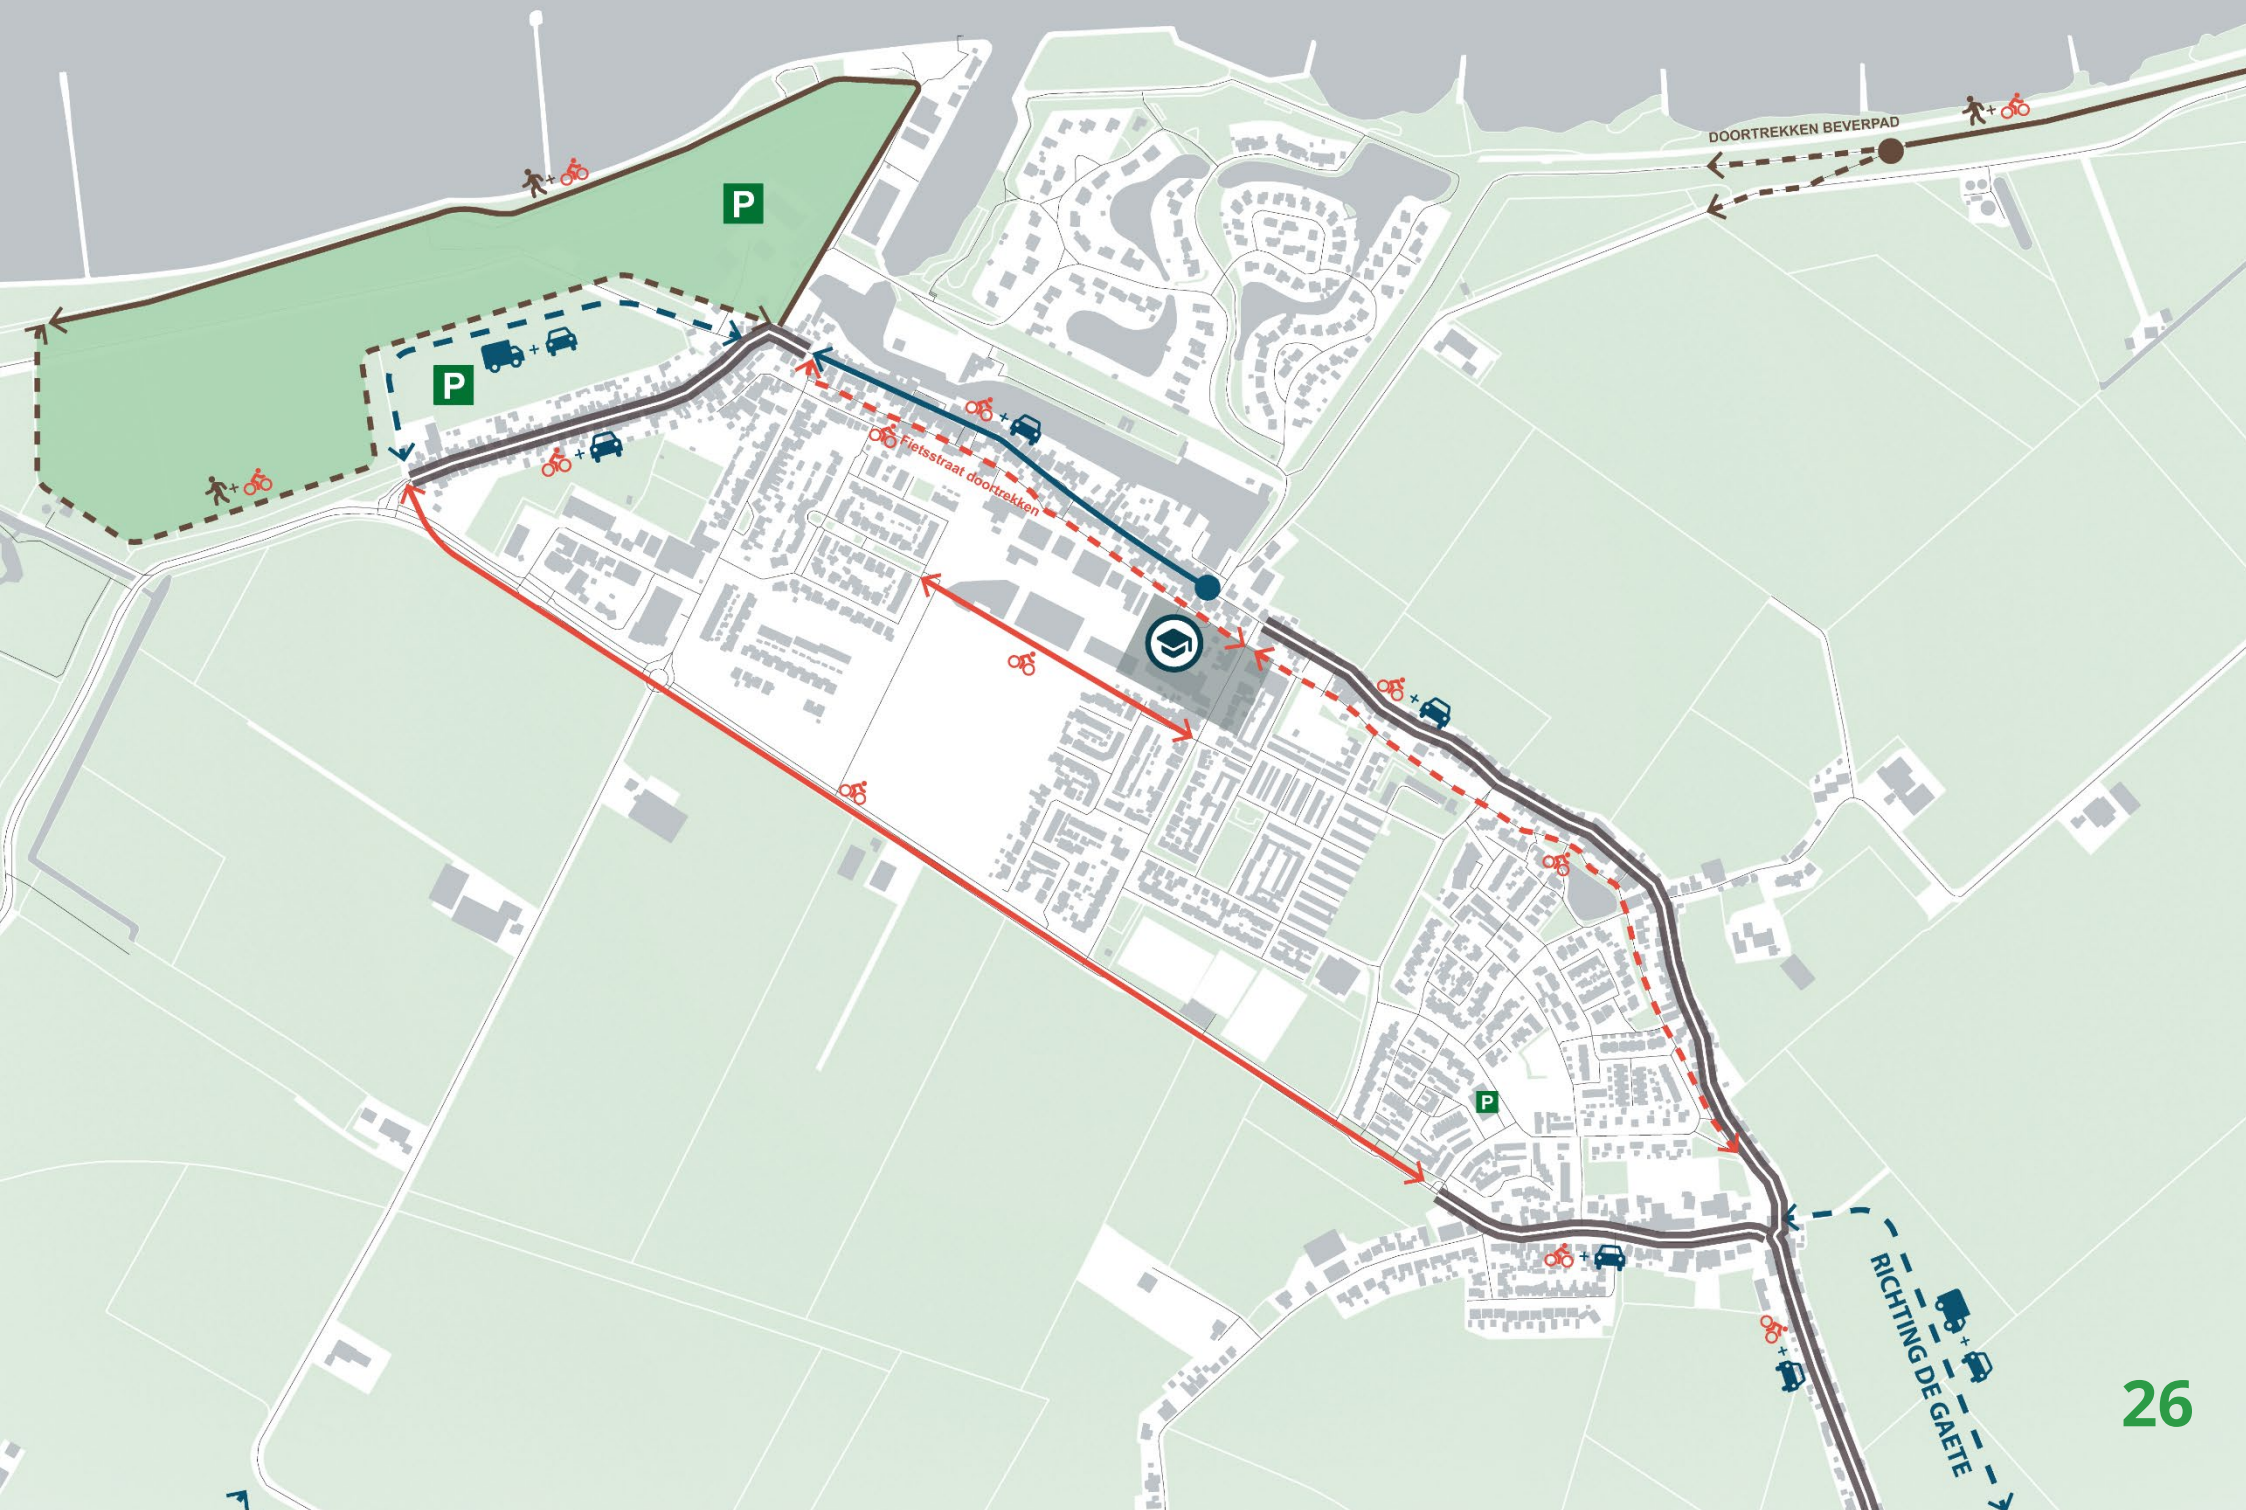 DOORTREKKEN BEVERPAD
P
P
Fietsstraat doortrekken
P
RICHTING DE GAETE
26